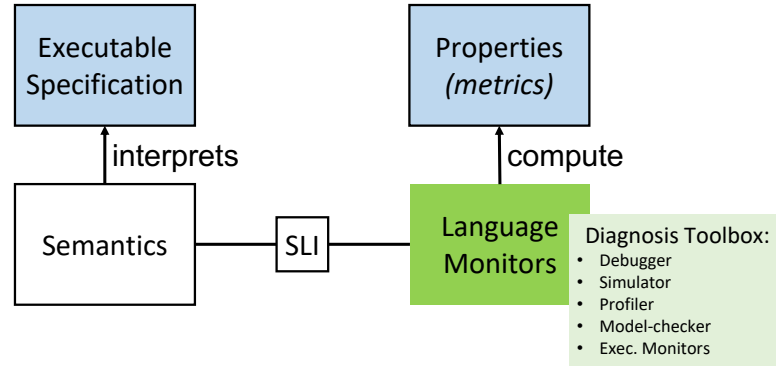 Executable
Specification
Properties
(metrics)
interprets
compute
Semantics
SLI
Language
Monitors
Diagnosis Toolbox:
• Debugger
• Simulator
• Profiler
• Model-checker
• Exec. Monitors